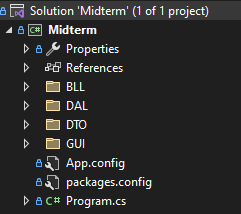 Solution 'Midterm' (1 of 1 project)
C# Midterm
Properties
References
BLL
DAL
DTO
GUI
App.config
packages.config
C# Program.cs